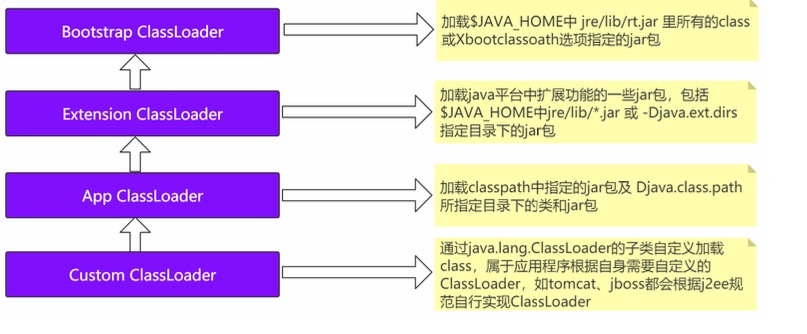 Bootstrap ClassLoader
加载$JAVA_HOME中 jre/lib/rt.jar 里所有的class
或Xbootclassoath选项指定的jar包
Extension ClassLoader
加载java平台中扩展功能的一些jar包，包括
$JAVA_HOME中jre/lib/*.jar 或 -Djava.ext.dirs
指定目录下的jar包
App ClassLoader
加载classpath中指定的jar包及 Djava.class.path
所指定目录下的类和jar包
Custom ClassLoader
通过java.lang.ClassLoader的子类自定义加载
class，属于应用程序根据自身需要自定义的
ClassLoader，如tomcat、jboss都会根据j2ee规
范自行实现ClassLoader